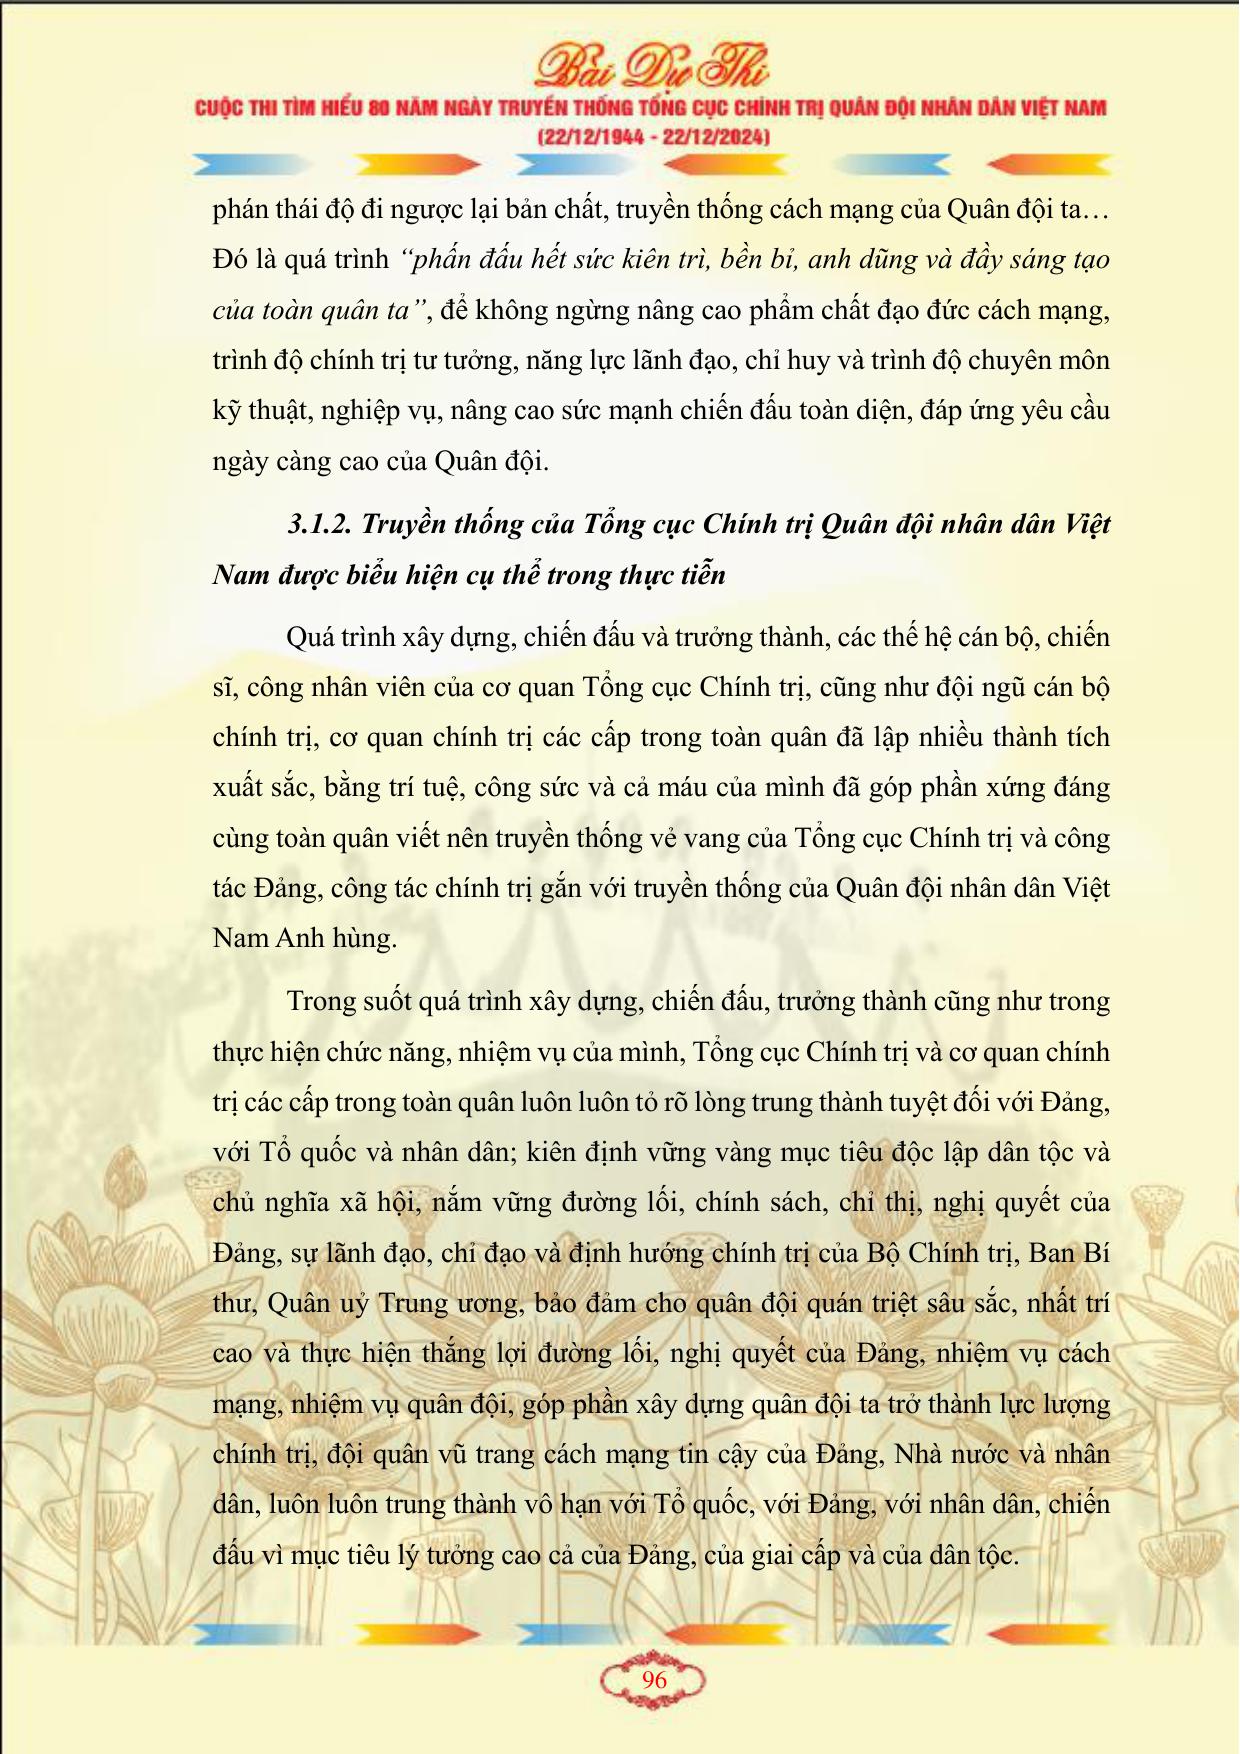 Bài Dự Thi
CUỘC THI TÌM HIỂU 80 NĂM NGÀY TRUYỀN THỐNG TỔNG CỤC CHÍNH TRỊ QUÂN ĐỘI NHÂN DÂN VIỆT NAM
(22/12/1944 - 22/12/2024)
phán thái độ đi ngược lại bản chất, truyền thống cách mạng của Quân đội ta…
Đó là quá trình “phấn đấu hết sức kiên trì, bền bỉ, anh dũng và đầy sáng tạo
của toàn quân ta”, để không ngừng nâng cao phẩm chất đạo đức cách mạng,
trình độ chính trị tư tưởng, năng lực lãnh đạo, chỉ huy và trình độ chuyên môn
kỹ thuật, nghiệp vụ, nâng cao sức mạnh chiến đấu toàn diện, đáp ứng yêu cầu
ngày càng cao của Quân đội.
3.1.2. Truyền thống của Tổng cục Chính trị Quân đội nhân dân Việt
Nam được biểu hiện cụ thể trong thực tiễn
Quá trình xây dựng, chiến đấu và trưởng thành, các thế hệ cán bộ, chiến
sĩ, công nhân viên của cơ quan Tổng cục Chính trị, cũng như đội ngũ cán bộ
chính trị, cơ quan chính trị các cấp trong toàn quân đã lập nhiều thành tích
xuất sắc, bằng trí tuệ, công sức và cả máu của mình đã góp phần xứng đáng
cùng toàn quân viết nên truyền thống vẻ vang của Tổng cục Chính trị và công
tác Đảng, công tác chính trị gắn với truyền thống của Quân đội nhân dân Việt
Nam Anh hùng.
Trong suốt quá trình xây dựng, chiến đấu, trưởng thành cũng như trong
thực hiện chức năng, nhiệm vụ của mình, Tổng cục Chính trị và cơ quan chính
trị các cấp trong toàn quân luôn luôn tỏ rõ lòng trung thành tuyệt đối với Đảng,
với Tổ quốc và nhân dân; kiên định vững vàng mục tiêu độc lập dân tộc và
chủ nghĩa xã hội, nắm vững đường lối, chính sách, chỉ thị, nghị quyết của
Đảng, sự lãnh đạo, chỉ đạo và định hướng chính trị của Bộ Chính trị, Ban Bí
thư, Quân uỷ Trung ương, bảo đảm cho quân đội quán triệt sâu sắc, nhất trí
cao và thực hiện thắng lợi đường lối, nghị quyết của Đảng, nhiệm vụ cách
mạng, nhiệm vụ quân đội, góp phần xây dựng quân đội ta trở thành lực lượng
chính trị, đội quân vũ trang cách mạng tin cậy của Đảng, Nhà nước và nhân
dân, luôn luôn trung thành vô hạn với Tổ quốc, với Đảng, với nhân dân, chiến
đấu vì mục tiêu lý tưởng cao cả của Đảng, của giai cấp và của dân tộc.
96